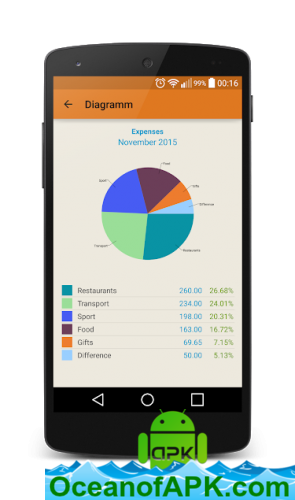 99% 00:16
Diagramm
Expenses
November 2015
Food
Sport
Gifts
Difference
Transport
Restaurants
Restaurants 260.00 26.68%
Transport 234.00 24.01%
Sport 198.00 20.31%
Food 163.00 16.72%
Gifts 69.65 7.15%
Difference 50.00 5.13%
APK
OceanofAPK.com